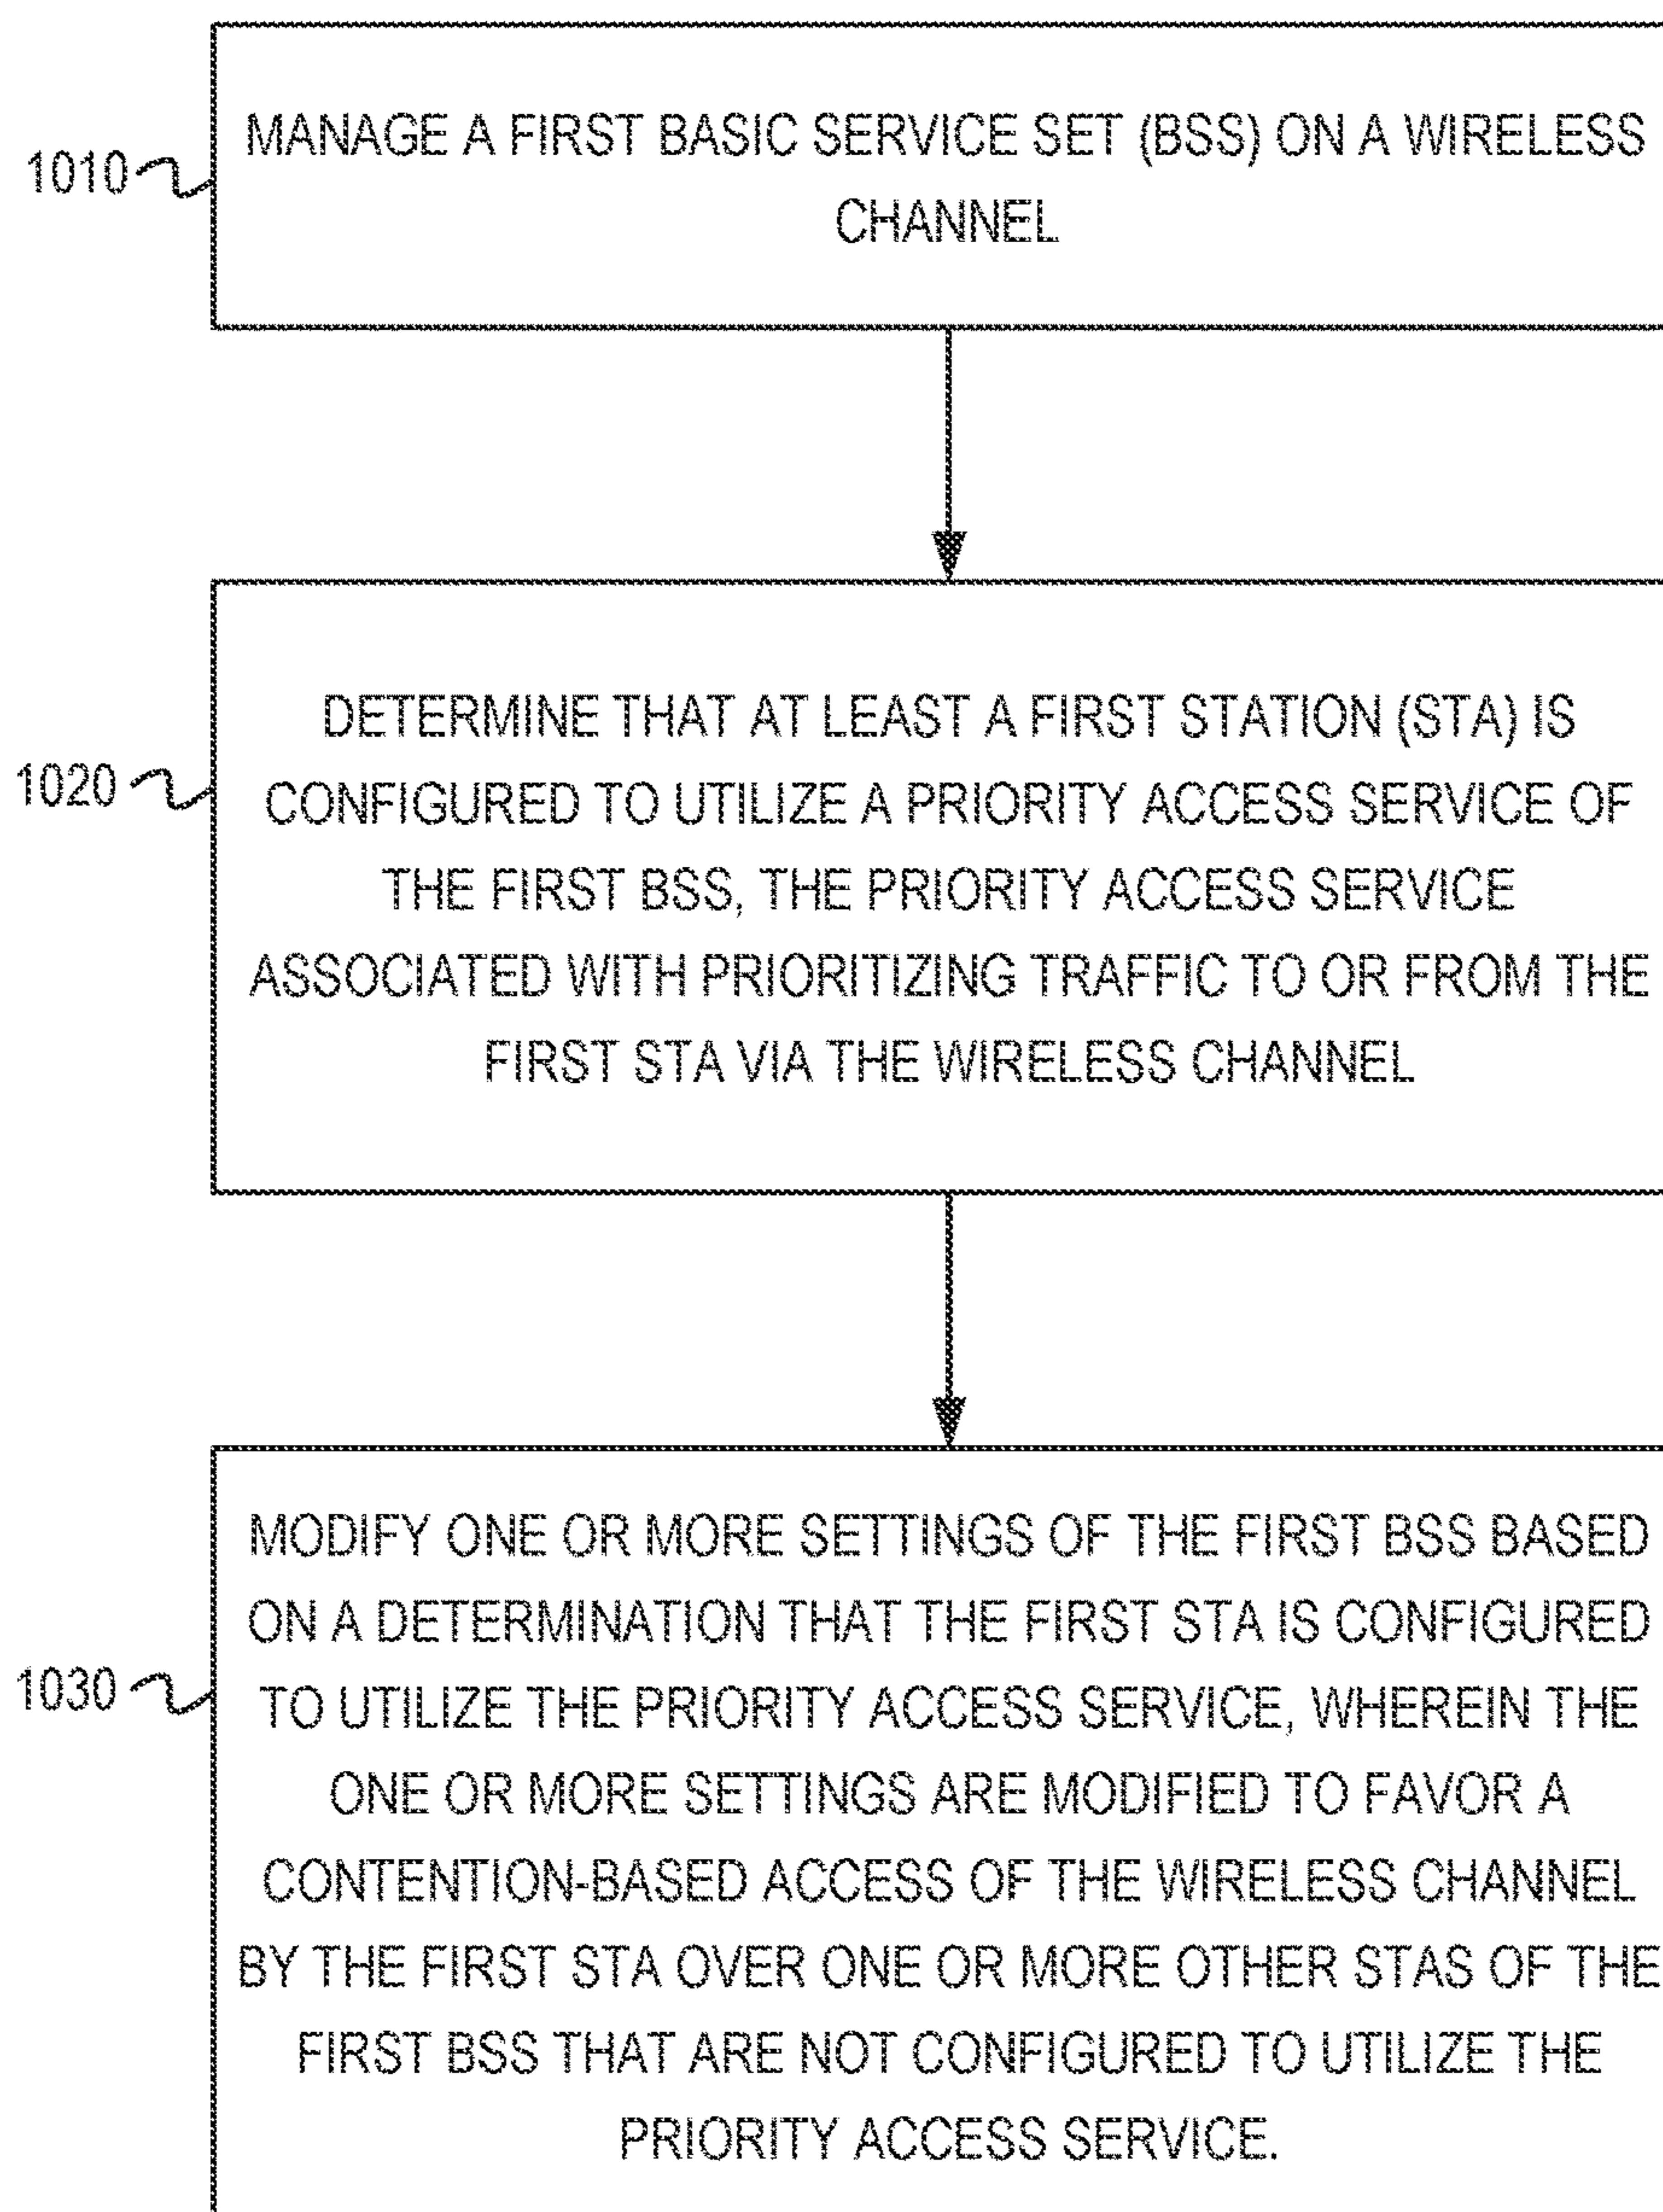 MANAGE A FIRST BASIC SERVICE SET (BSS) ON A WIRELESS
CHANNEL
1010
DETERMINE THAT AT LEAST A FIRST STATION (STA) IS
CONFIGURED TO UTILIZE A PRIORITY ACCESS SERVICE OF
THE FIRST BSS, THE PRIORITY ACCESS SERVICE
ASSOCIATED WITH PRIORITIZING TRAFFIC TO OR FROM THE
FIRST STA VIA THE WIRELESS CHANNEL
1020
MODIFY ONE OR MORE SETTINGS OF THE FIRST BSS BASED
ON A DETERMINATION THAT THE FIRST STA IS CONFIGURED
TO UTILIZE THE PRIORITY ACCESS SERVICE, WHEREIN THE
ONE OR MORE SETTINGS ARE MODIFIED TO FAVOR A
CONTENTION-BASED ACCESS OF THE WIRELESS CHANNEL
BY THE FIRST STA OVER ONE OR MORE OTHER STAS OF THE
FIRST BSS THAT ARE NOT CONFIGURED TO UTILIZE THE
PRIORITY ACCESS SERVICE.
1030